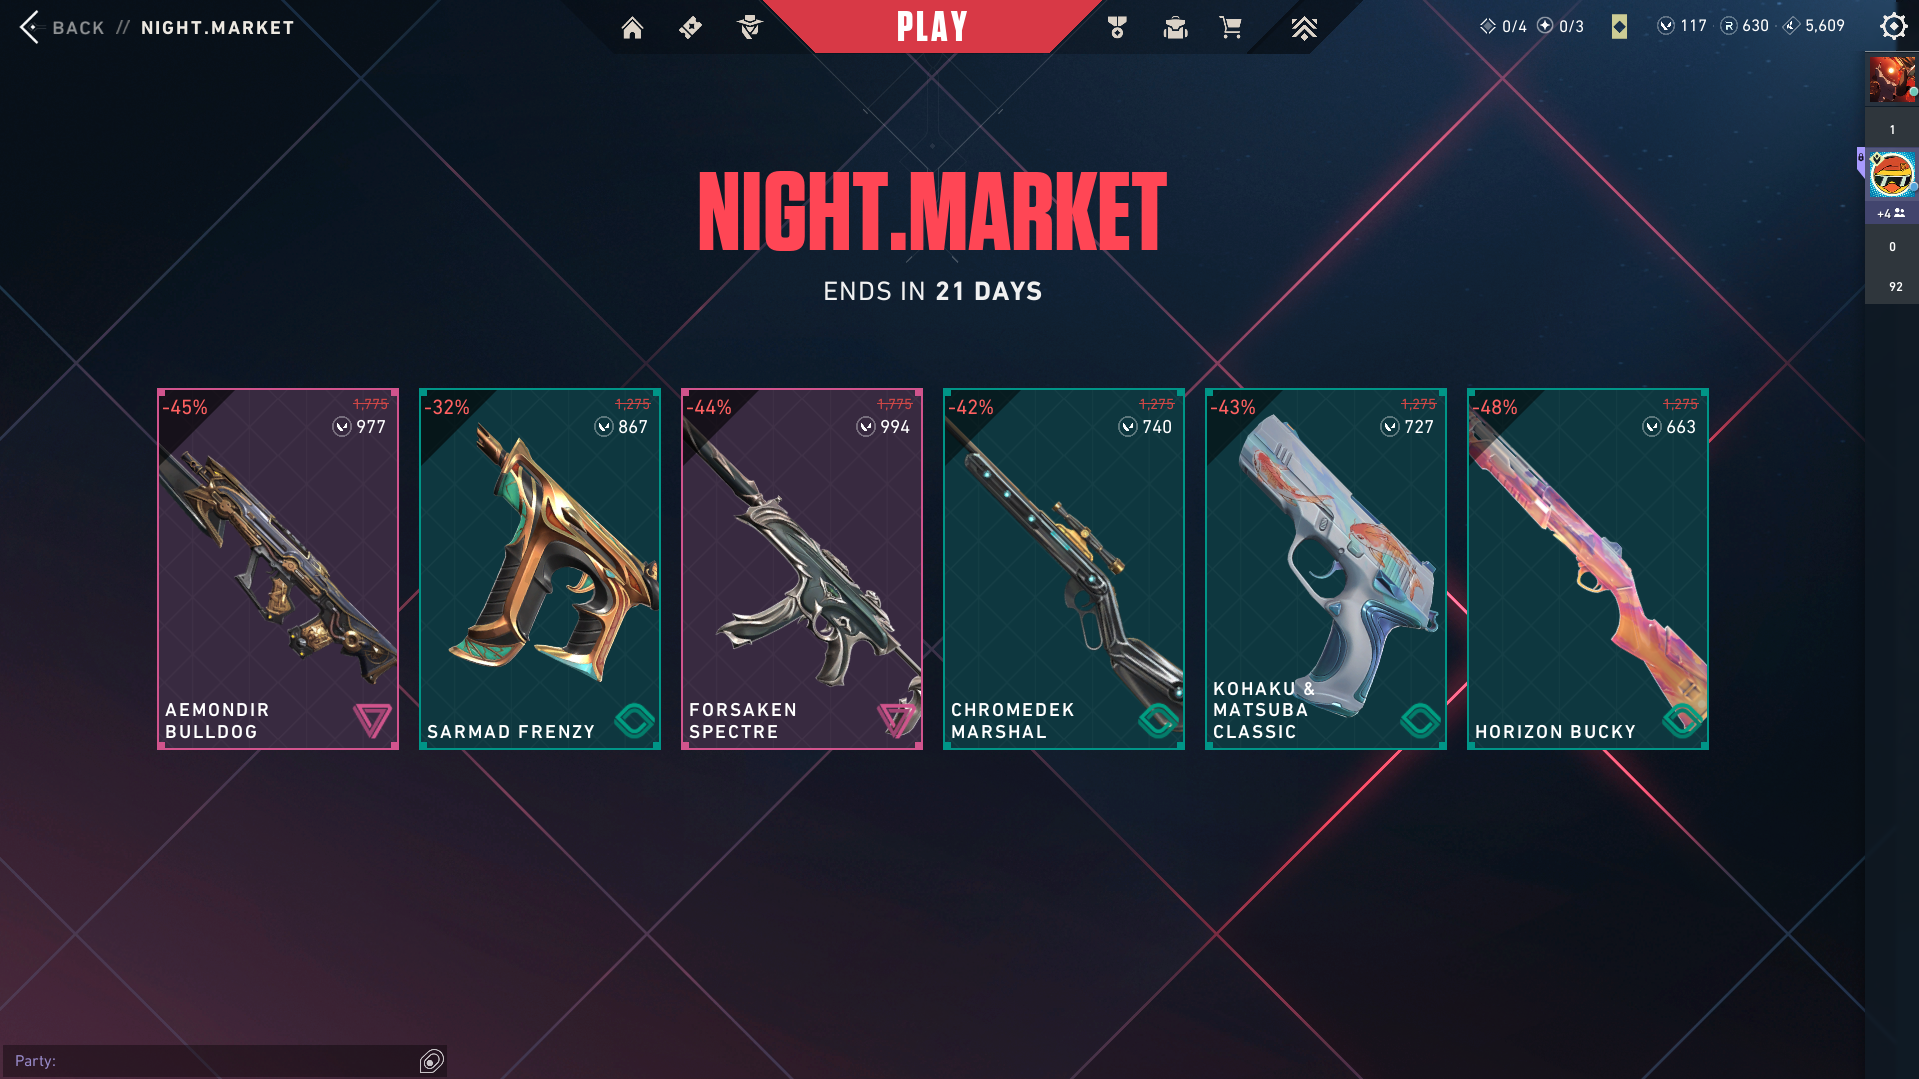 BACK // NIGHT.MARKET
PLAY
0/4 0/3 117 R 630 5,609
1
+4
0
92
NIGHT.MARKET
ENDS IN 21 DAYS
-45% 1,775
977
AEMONDIR
BULLDOG
-32% 1,275
867
SARMAD FRENZY
-44% 1,775
994
FORSAKEN
SPECTRE
-42% 1,275
740
CHROMEDEK
MARSHAL
-43% 1,275
727
KOHAKU &
MATSUBA
CLASSIC
-48% 1,275
663
HORIZON BUCKY
Party: